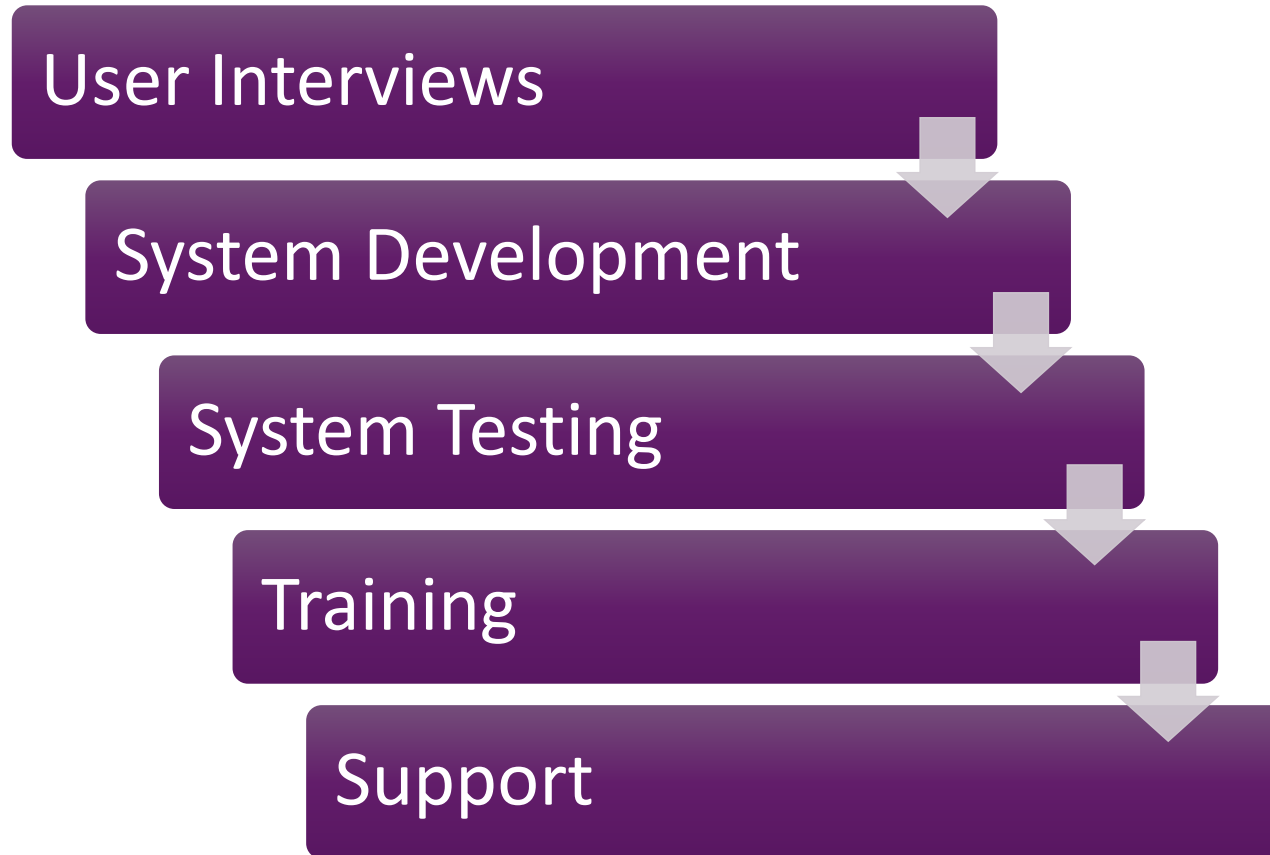 User Interviews
System Development
System Testing
Training
Support